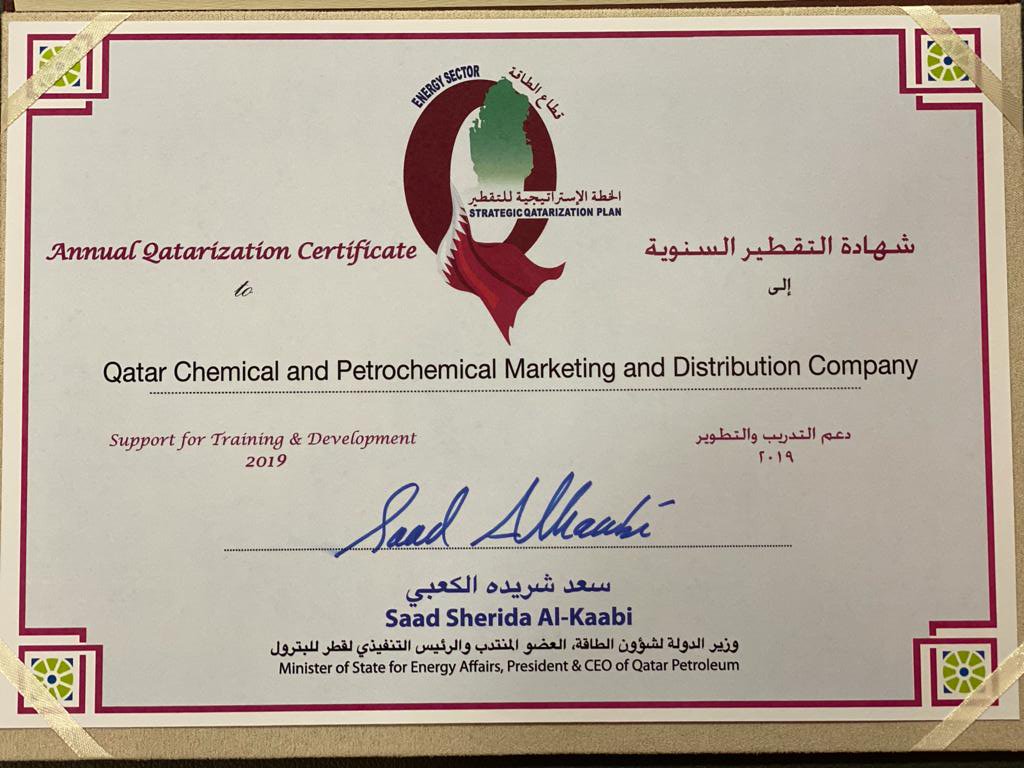 ENERGY SECTOR
قطاع الطاقة
الخطة الإستراتيجية للتقطير
STRATEGIC QATARIZATION PLAN
Annual Qatarization Certificate
to
شهادة التقطير السنوية
إلى
Qatar Chemical and Petrochemical Marketing and Distribution Company
Support for Training & Development
2019
دعم التدريب والتطوير
٢٠١٩
Saad Alkaabi
سعد شريده الكعبي
Saad Sherida Al-Kaabi
وزير الدولة لشؤون الطاقة، العضو المنتدب والرئيس التنفيذي لقطر للبترول
Minister of State for Energy Affairs, President & CEO of Qatar Petroleum